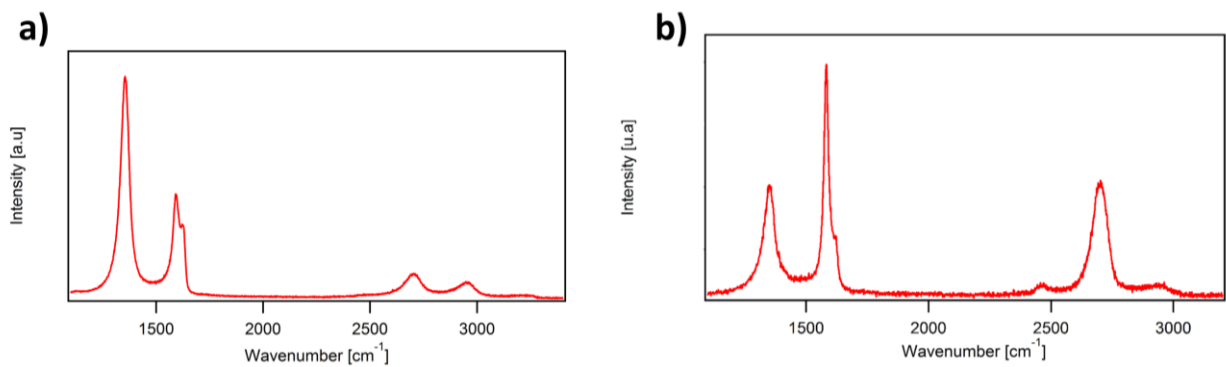 a)
Intensity [a.u]
1500 2000 2500 3000
Wavenumber [cm⁻¹]
b)
Intensity [u.a]
1500 2000 2500 3000
Wavenumber [cm⁻¹]